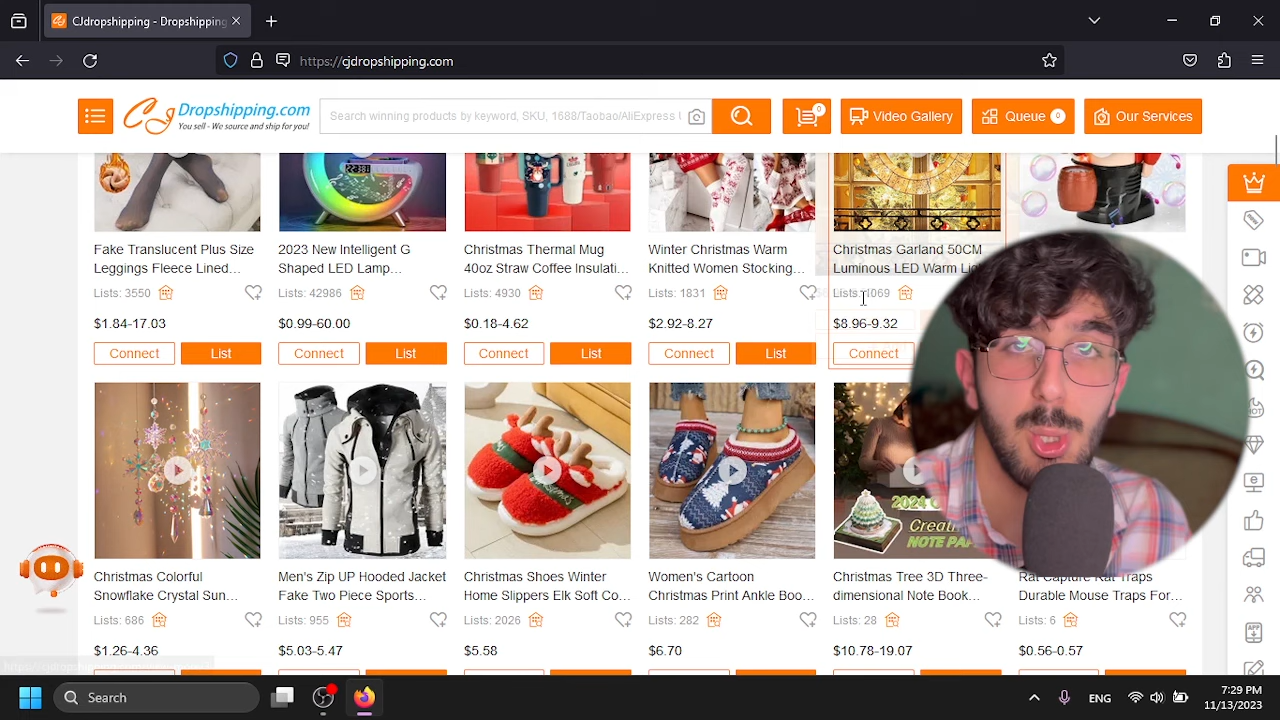 CJdropshipping - Dropshipping
https://cjdropshipping.com
Dropshipping.com
You sell - We source and ship for you!
Search winning products by keyword, SKU, 1688/Taobao/AliExpress
0
Video Gallery
Queue 0
Our Services
Fake Translucent Plus Size
Leggings Fleece Lined...
Lists: 3550
$1.84-17.03
Connect
List
2023 New Intelligent G
Shaped LED Lamp...
Lists: 42986
$0.99-60.00
Connect
List
Christmas Thermal Mug
40oz Straw Coffee Insulati...
Lists: 4930
$0.18-4.62
Connect
List
Winter Christmas Warm
Knitted Women Stocking...
Lists: 1831
$2.92-8.27
Connect
List
Christmas Garland 50CM
Luminous LED Warm
Lists: 1069
$8.96-9.32
Connect
Christmas Colorful
Snowflake Crystal Sun...
Lists: 686
$1.26-4.36
Men's Zip UP Hooded Jacket
Fake Two Piece Sports...
Lists: 955
$5.03-5.47
Christmas Shoes Winter
Home Slippers Elk Soft Co...
Lists: 2026
$5.58
Women's Cartoon
Christmas Print Ankle Boo...
Lists: 282
$6.70
2024
NOTE
Christmas Tree 3D Three-
dimensional Note Book...
Lists: 28
$10.78-19.07
Rat Capture Rat Traps
Durable Mouse Traps For...
Lists: 6
$0.56-0.57
HOT
APP
Search
ENG
7:29 PM
11/13/2023